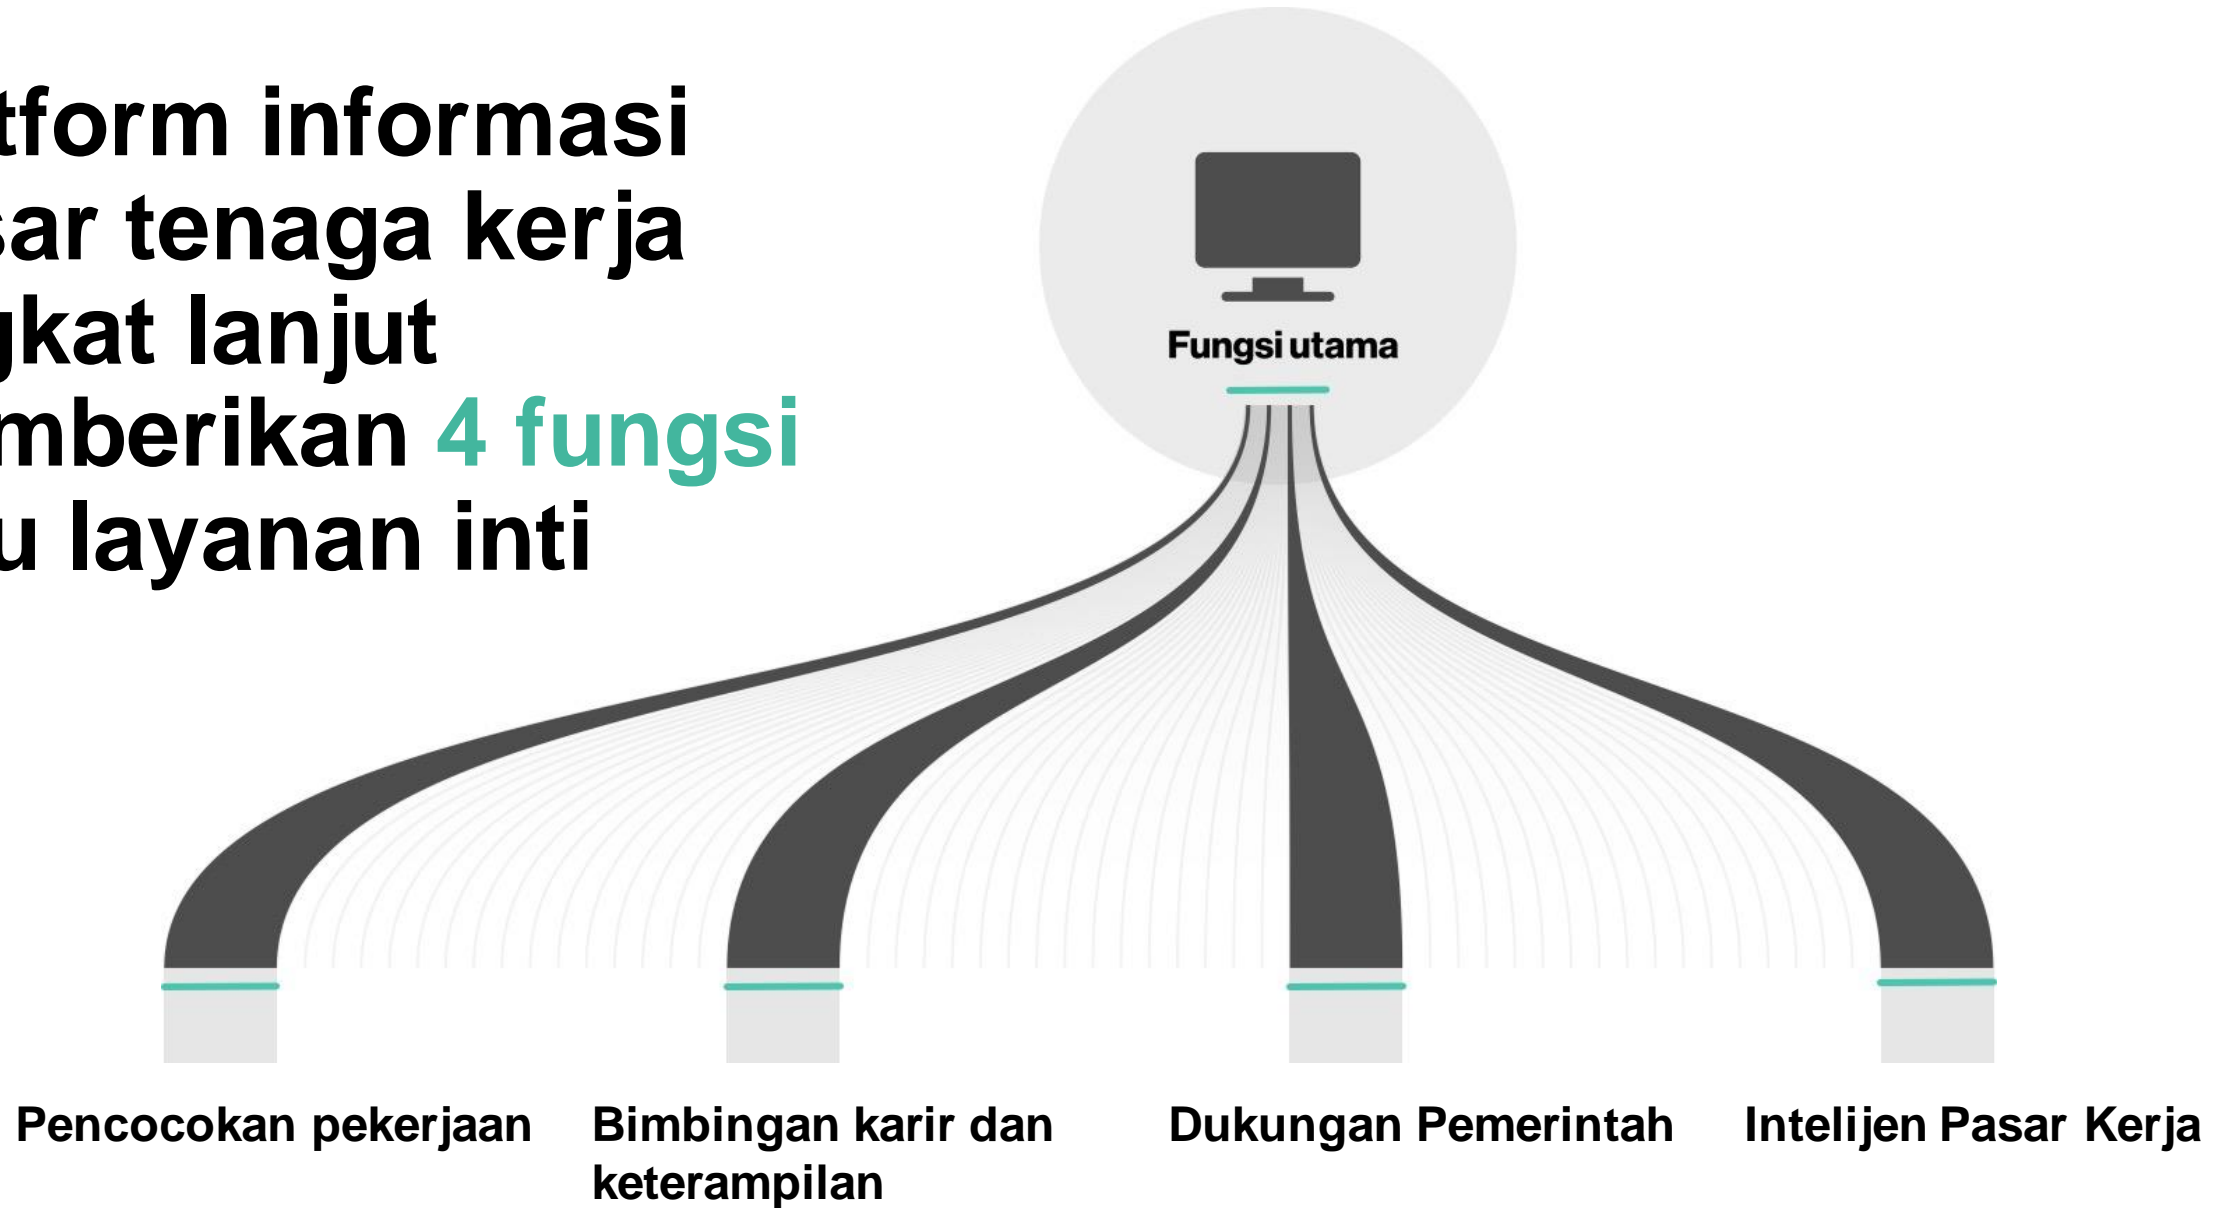 tform informasi
sar tenaga kerja
gkat lanjut
mberikan 4 fungsi
u layanan inti
Fungsi utama
Pencocokan pekerjaan
Bimbingan karir dan
keterampilan
Dukungan Pemerintah
Intelijen Pasar Kerja